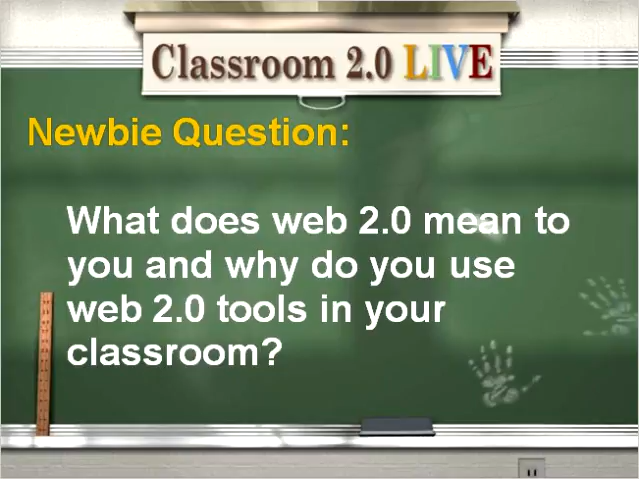 Classroom 2.0 LIVE
Newbie Question:
What does web 2.0 mean to
you and why do you use
web 2.0 tools in your
classroom?